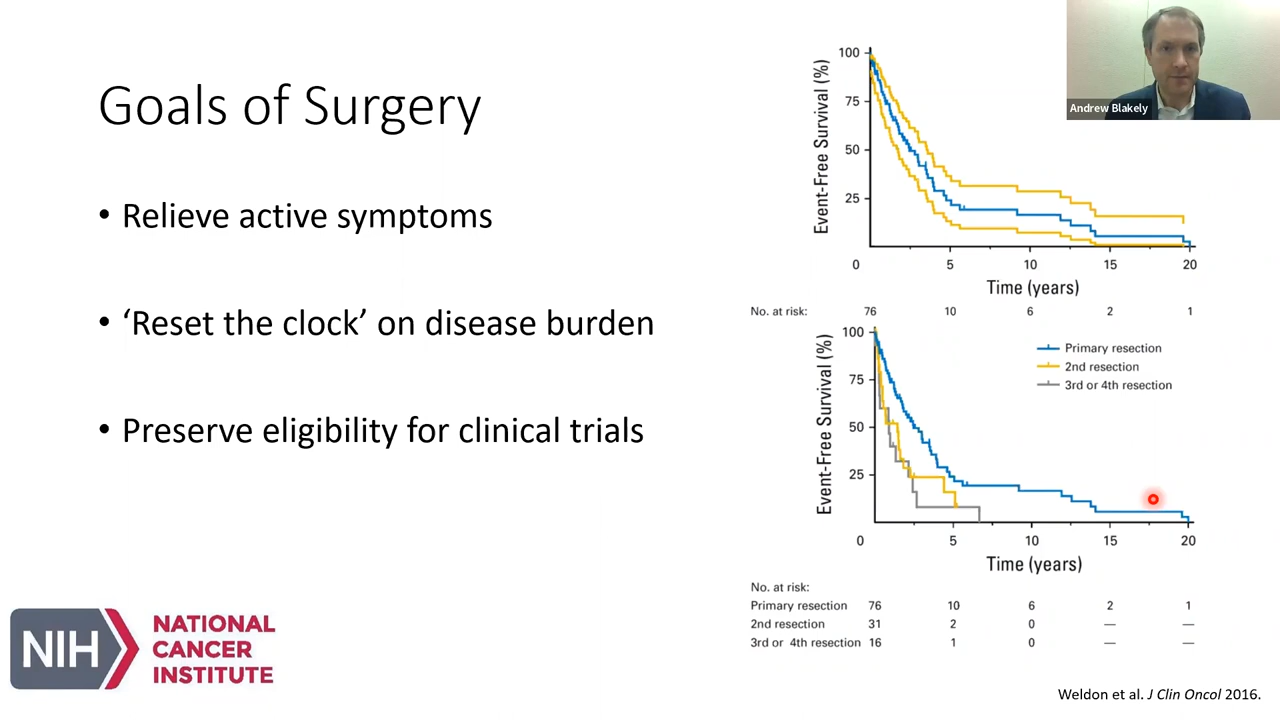 Goals of Surgery
• Relieve active symptoms
• ‘Reset the clock’ on disease burden
• Preserve eligibility for clinical trials
NIH
NATIONAL
CANCER
INSTITUTE
Andrew Blakely
Event-Free Survival (%)
100
75
50
25
0 5 10 15 20
Time (years)
No. at risk: 76 10 6 2 1
Event-Free Survival (%)
100
75
50
25
Primary resection
2nd resection
3rd or 4th resection
0 5 10 15 20
Time (years)
No. at risk:
Primary resection 76 10 6 2 1
2nd resection 31 2 0 — —
3rd or 4th resection 16 1 0 — —
Weldon et al. J Clin Oncol 2016.